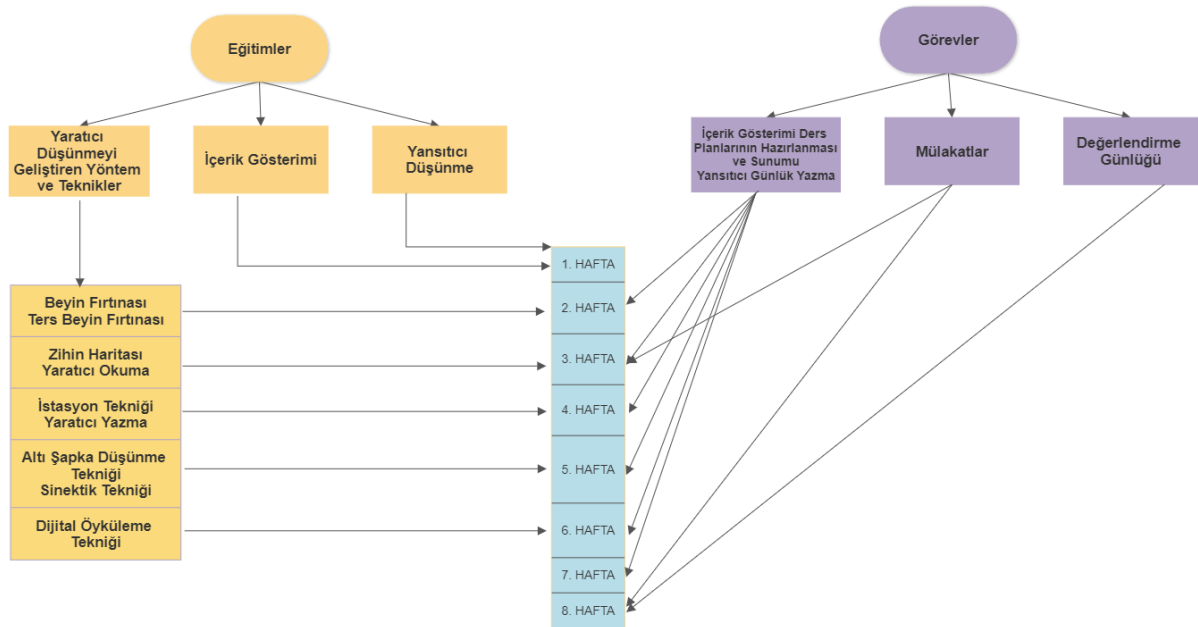 Eğitimler
Görevler
Yaratıcı
Düşünmeyi
Geliştiren Yöntem
ve Teknikler
İçerik Gösterimi
Yansıtıcı
Düşünme
İçerik Gösterimi Ders
Planlarının Hazırlanması
ve Sunumu
Yansıtıcı Günlük Yazma
Mülakatlar
Değerlendirme
Günlüğü
1. HAFTA
Beyin Fırtınası
Ters Beyin Fırtınası
2. HAFTA
Zihin Haritası
Yaratıcı Okuma
3. HAFTA
İstasyon Tekniği
Yaratıcı Yazma
4. HAFTA
Altı Şapka Düşünme
Tekniği
Sinektik Tekniği
5. HAFTA
Dijital Öyküleme
Tekniği
6. HAFTA
7. HAFTA
8. HAFTA